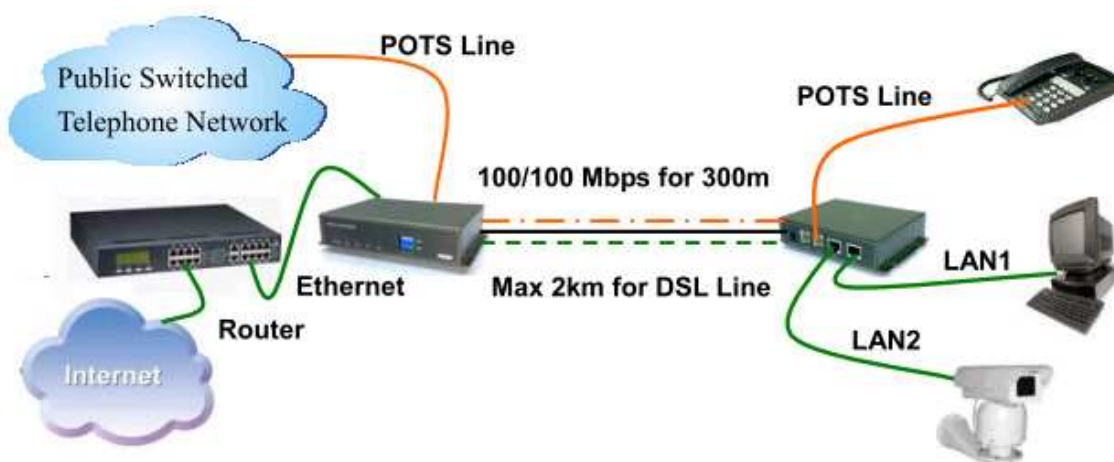 POTS Line
Public Switched
Telephone Network
POTS Line
100/100 Mbps for 300m
Ethernet
Max 2km for DSL Line
LAN1
Router
LAN2
Internet